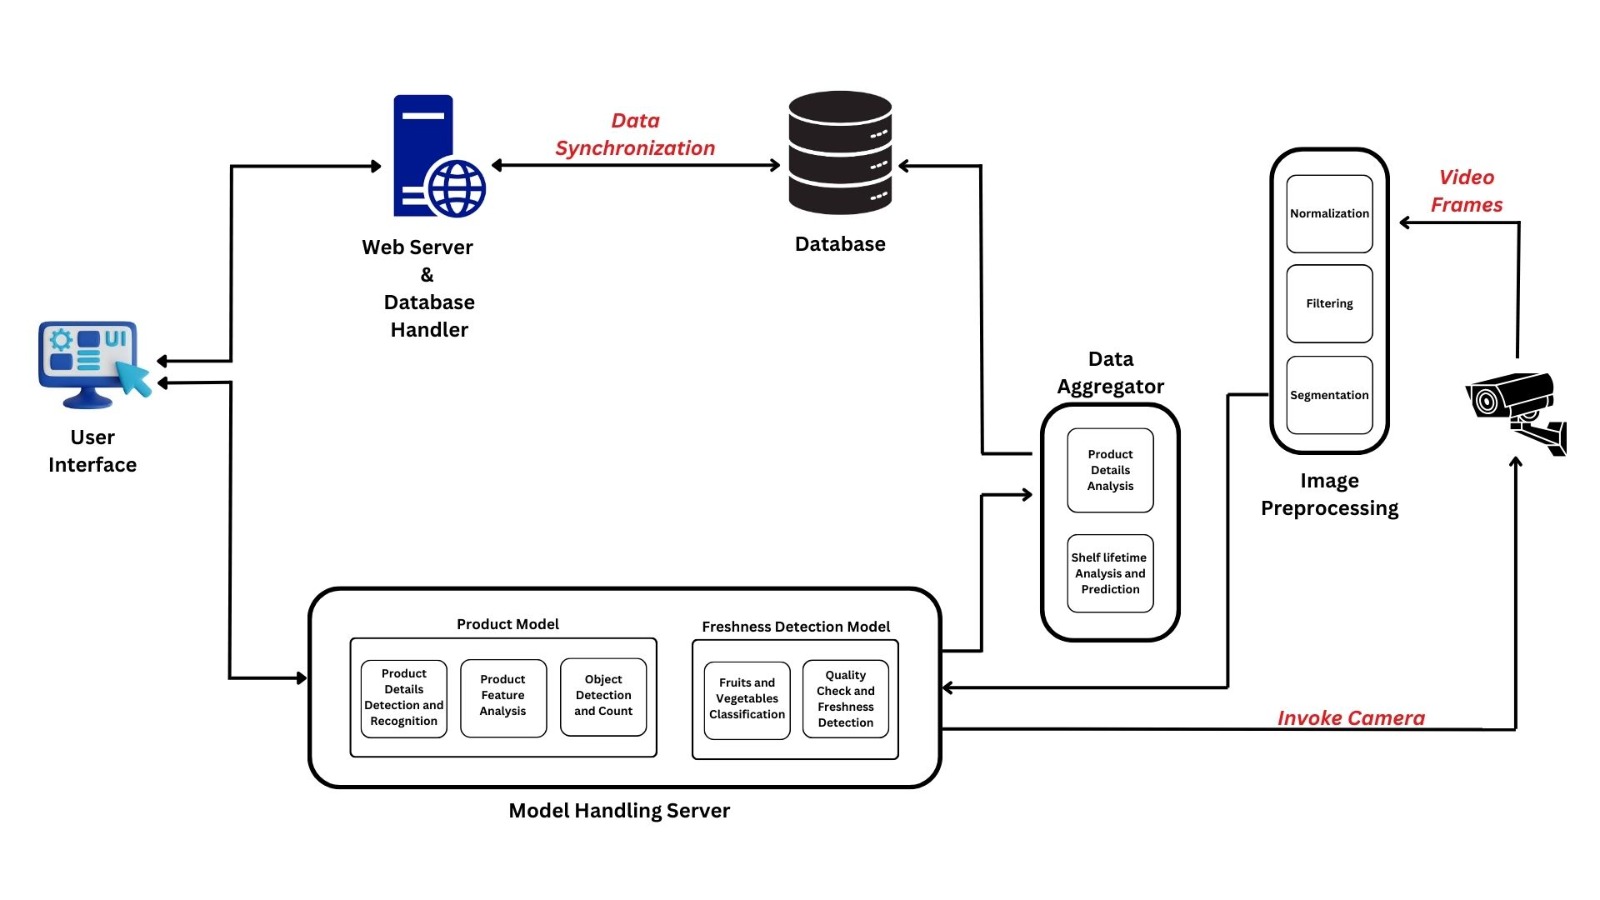 Data
Synchronization
Web Server
&
Database
Handler
Database
UI
User
Interface
Video
Frames
Normalization
Filtering
Segmentation
Image
Preprocessing
Data
Aggregator
Product
Details
Analysis
Shelf lifetime
Analysis and
Prediction
Product Model
Product
Details
Detection and
Recognition
Product
Feature
Analysis
Object
Detection
and Count
Freshness Detection Model
Fruits and
Vegetables
Classification
Quality
Check and
Freshness
Detection
Invoke Camera
Model Handling Server